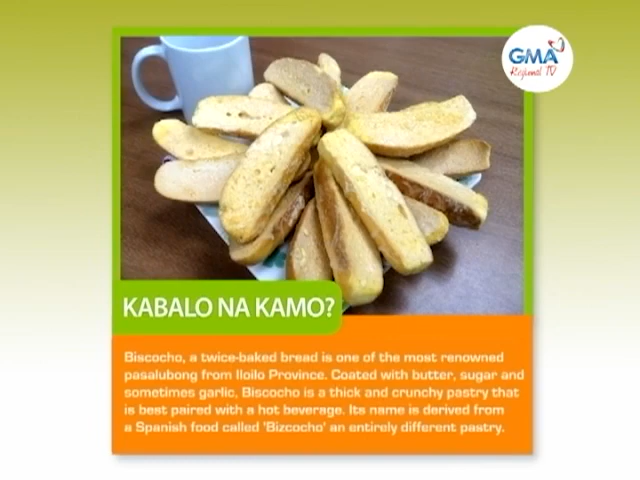 GMA
Regional TV
KABALO NA KAMO?
Biscocho, a twice-baked bread is one of the most renowned
pasalubong from Iloilo Province. Coated with butter, sugar and
sometimes garlic, Biscocho is a thick and crunchy pastry that
is best paired with a hot beverage. Its name is derived from
a Spanish food called 'Bizcocho' an entirely different pastry.